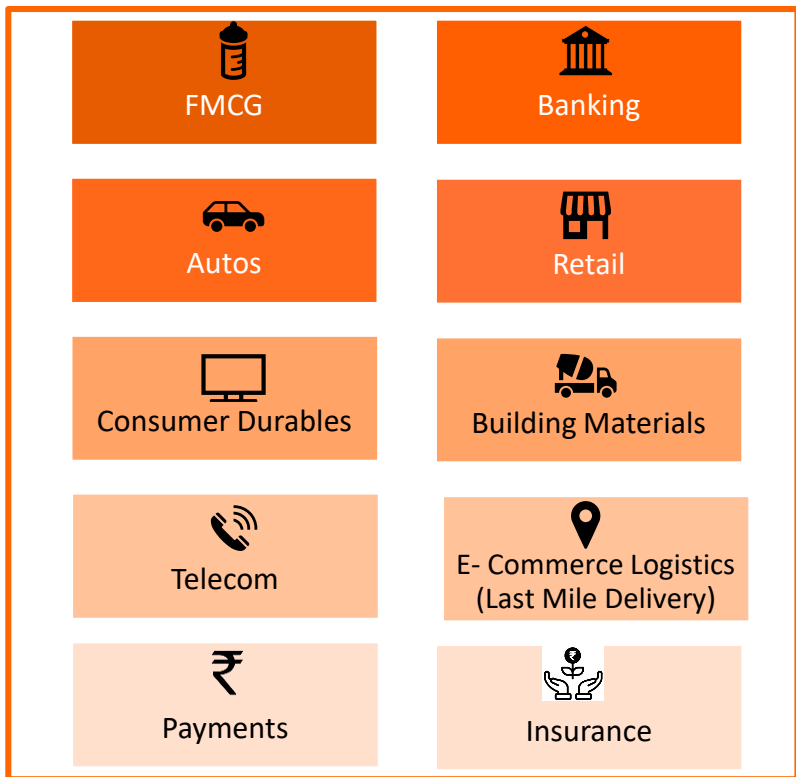 FMCG
Banking
Autos
Retail
Consumer Durables
Building Materials
Telecom
E- Commerce Logistics
(Last Mile Delivery)
₹
Payments
₹
Insurance